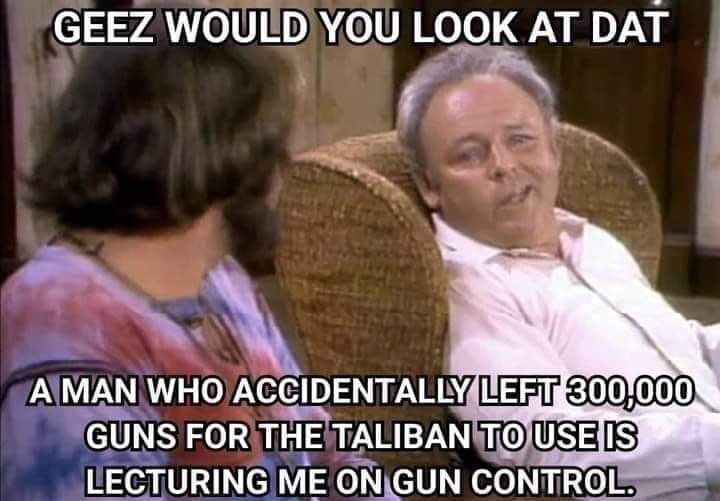 GEEZ WOULD YOU LOOK AT DAT
A MAN WHO ACCIDENTALLY LEFT 300,000
GUNS FOR THE TALIBAN TO USE IS
LECTURING ME ON GUN CONTROL.